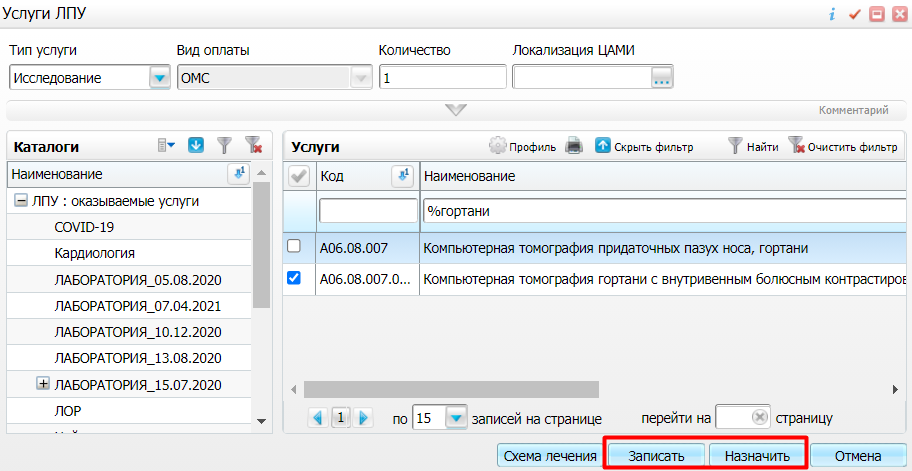 Услуги ЛПУ
Тип услуги Вид оплаты Количество Локализация ЦАМИ
Исследование ОМС 1 ...
Комментарий
Каталоги
Наименование
ЛПУ : оказываемые услуги
COVID-19
Кардиология
ЛАБОРАТОРИЯ_05.08.2020
ЛАБОРАТОРИЯ_07.04.2021
ЛАБОРАТОРИЯ_10.12.2020
ЛАБОРАТОРИЯ_13.08.2020
ЛАБОРАТОРИЯ_15.07.2020
ЛОР
Услуги Профиль Скрыть фильтр Найти Очистить фильтр
Код Наименование
%гортани
A06.08.007 Компьютерная томография придаточных пазух носа, гортани
A06.08.007.0... Компьютерная томография гортани с внутривенным болюсным контрастиров
1 по 15 записей на странице перейти на страницу
Схема лечения Записать Назначить Отмена